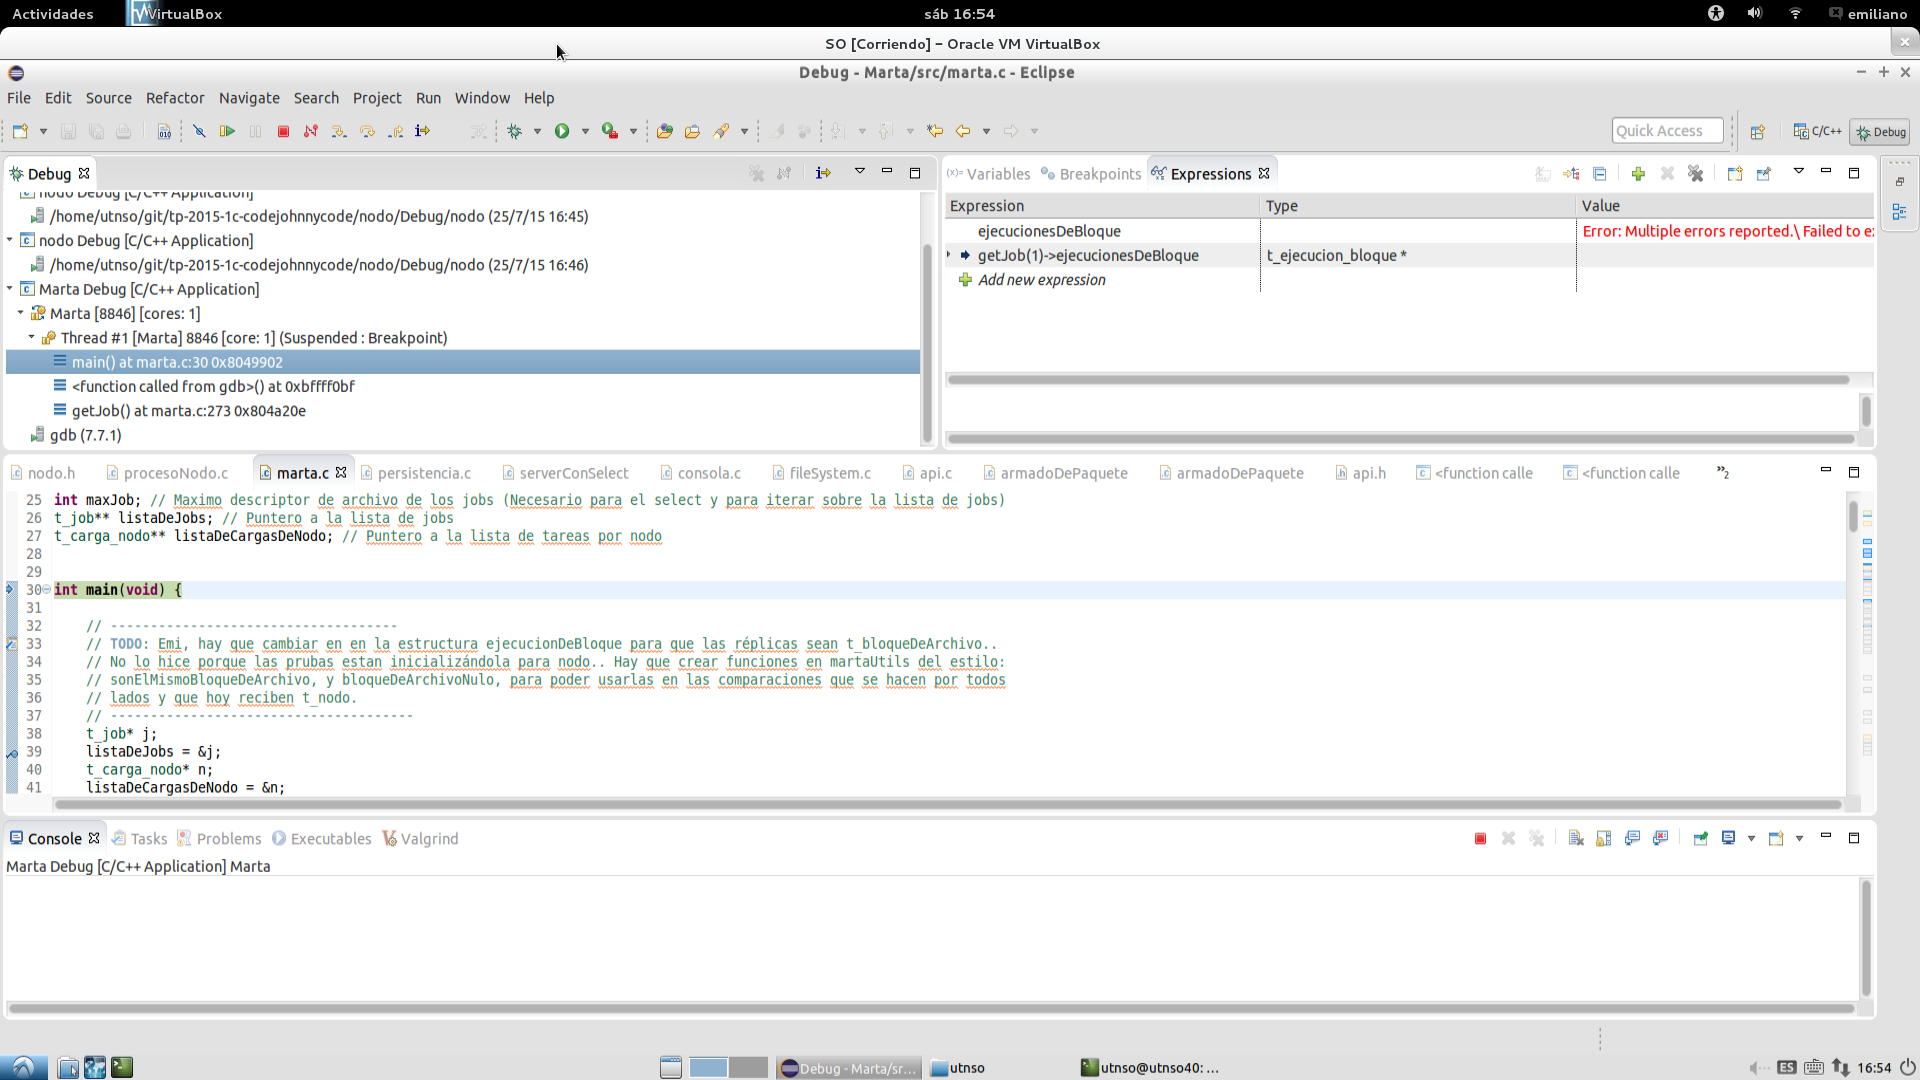 Actividades
VirtualBox
sáb 16:54
emiliano
SO [Corriendo] – Oracle VM VirtualBox
Debug - Marta/src/marta.c - Eclipse
File Edit Source Refactor Navigate Search Project Run Window Help
Quick Access
C/C++
Debug
Debug
nodo Debug [C/C++ Application]
/home/utnso/git/tp-2015-1c-codejohnnycode/nodo/Debug/nodo (25/7/15 16:45)
nodo Debug [C/C++ Application]
/home/utnso/git/tp-2015-1c-codejohnnycode/nodo/Debug/nodo (25/7/15 16:46)
Marta Debug [C/C++ Application]
Marta [8846] [cores: 1]
Thread #1 [Marta] 8846 [core: 1] (Suspended : Breakpoint)
main() at marta.c:30 0x8049902
<function called from gdb>() at 0xbffff0bf
getJob() at marta.c:273 0x804a20e
gdb (7.7.1)
(x)= Variables Breakpoints Expressions
Expression Type Value
ejecucionesDeBloque Error: Multiple errors reported.\ Failed to e
getJob(1)->ejecucionesDeBloque t_ejecucion_bloque *
Add new expression
nodo.h procesoNodo.c marta.c persistencia.c serverConSelect consola.c fileSystem.c api.c armadoDePaquete armadoDePaquete api.h <function calle <function calle »2
25 int maxJob; // Maximo descriptor de archivo de los jobs (Necesario para el select y para iterar sobre la lista de jobs)
26 t_job** listaDeJobs; // Puntero a la lista de jobs
27 t_carga_nodo** listaDeCargasDeNodo; // Puntero a la lista de tareas por nodo
28
29
30 int main(void) {
31
32 // ------------------------------------
33 // TODO: Emi, hay que cambiar en en la estructura ejecucionDeBloque para que las réplicas sean t_bloqueDeArchivo..
34 // No lo hice porque las prubas estan inicializándola para nodo.. Hay que crear funciones en martaUtils del estilo:
35 // sonElMismoBloqueDeArchivo, y bloqueDeArchivoNulo, para poder usarlas en las comparaciones que se hacen por todos
36 // lados y que hoy reciben t_nodo.
37 // --------------------------------------
38 t_job* j;
39 listaDeJobs = &j;
40 t_carga_nodo* n;
41 listaDeCargasDeNodo = &n;
Console Tasks Problems Executables Valgrind
Marta Debug [C/C++ Application] Marta
Debug - Marta/sr...
utnso
utnso@utnso40: ...
ES
16:54